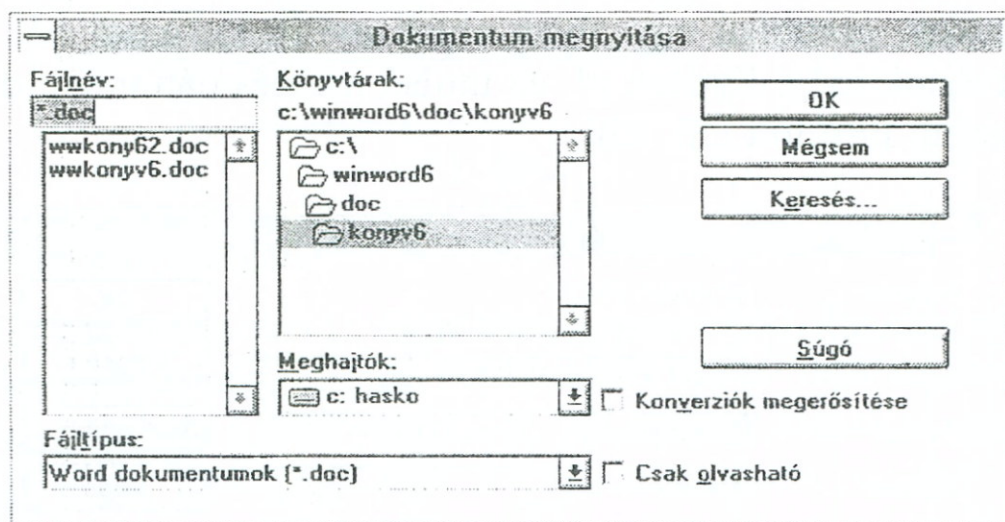 Dokumentum megnyitása
Fájlnév:
*.doc
wwkony62.doc
wwkonyv6.doc
Könyvtárak:
c:\winword6\doc\konyv6
c:\
winword6
doc
konyv6
OK
Mégsem
Keresés...
Súgó
Meghajtók:
c: hasko
Konverziók megerősítése
Fájltípus:
Word dokumentumok (*.doc)
Csak olvasható